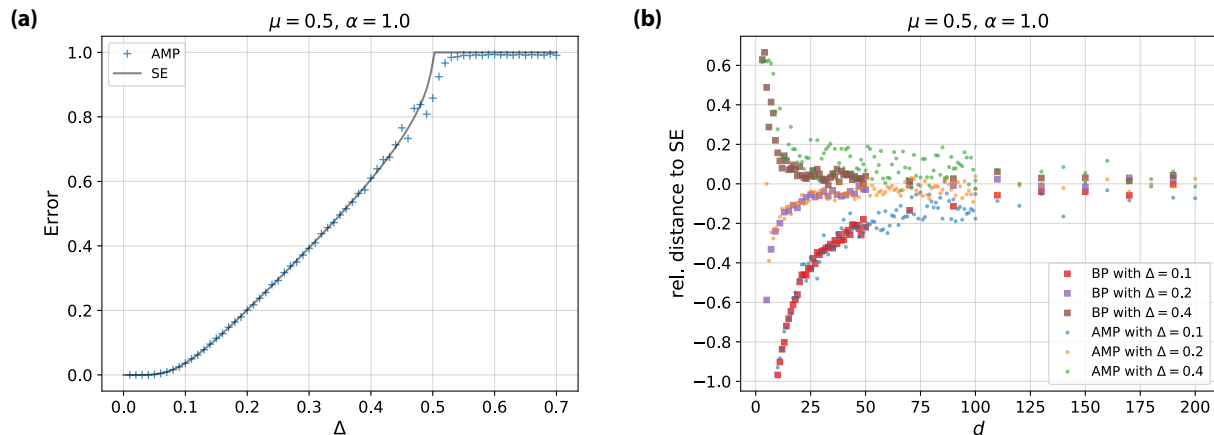 (a)
μ = 0.5, α = 1.0
AMP
SE
Error
1.0
0.8
0.6
0.4
0.2
0.0
0.0 0.1 0.2 0.3 0.4 0.5 0.6 0.7
Δ
(b)
μ = 0.5, α = 1.0
rel. distance to SE
0.6
0.4
0.2
0.0
−0.2
−0.4
−0.6
−0.8
−1.0
BP with Δ = 0.1
BP with Δ = 0.2
BP with Δ = 0.4
AMP with Δ = 0.1
AMP with Δ = 0.2
AMP with Δ = 0.4
0 25 50 75 100 125 150 175 200
d